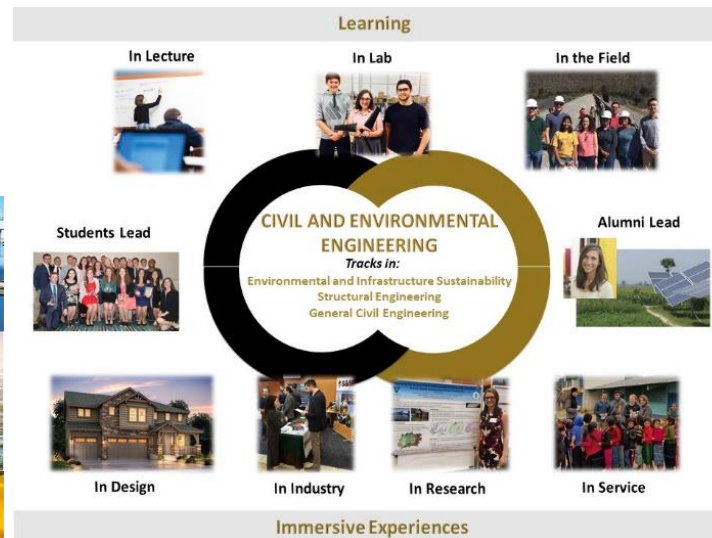 Learning
In Lecture
In Lab
In the Field
Students Lead
CIVIL AND ENVIRONMENTAL
ENGINEERING
Tracks in:
Environmental and Infrastructure Sustainability
Structural Engineering
General Civil Engineering
Alumni Lead
In Design
In Industry
In Research
In Service
Immersive Experiences